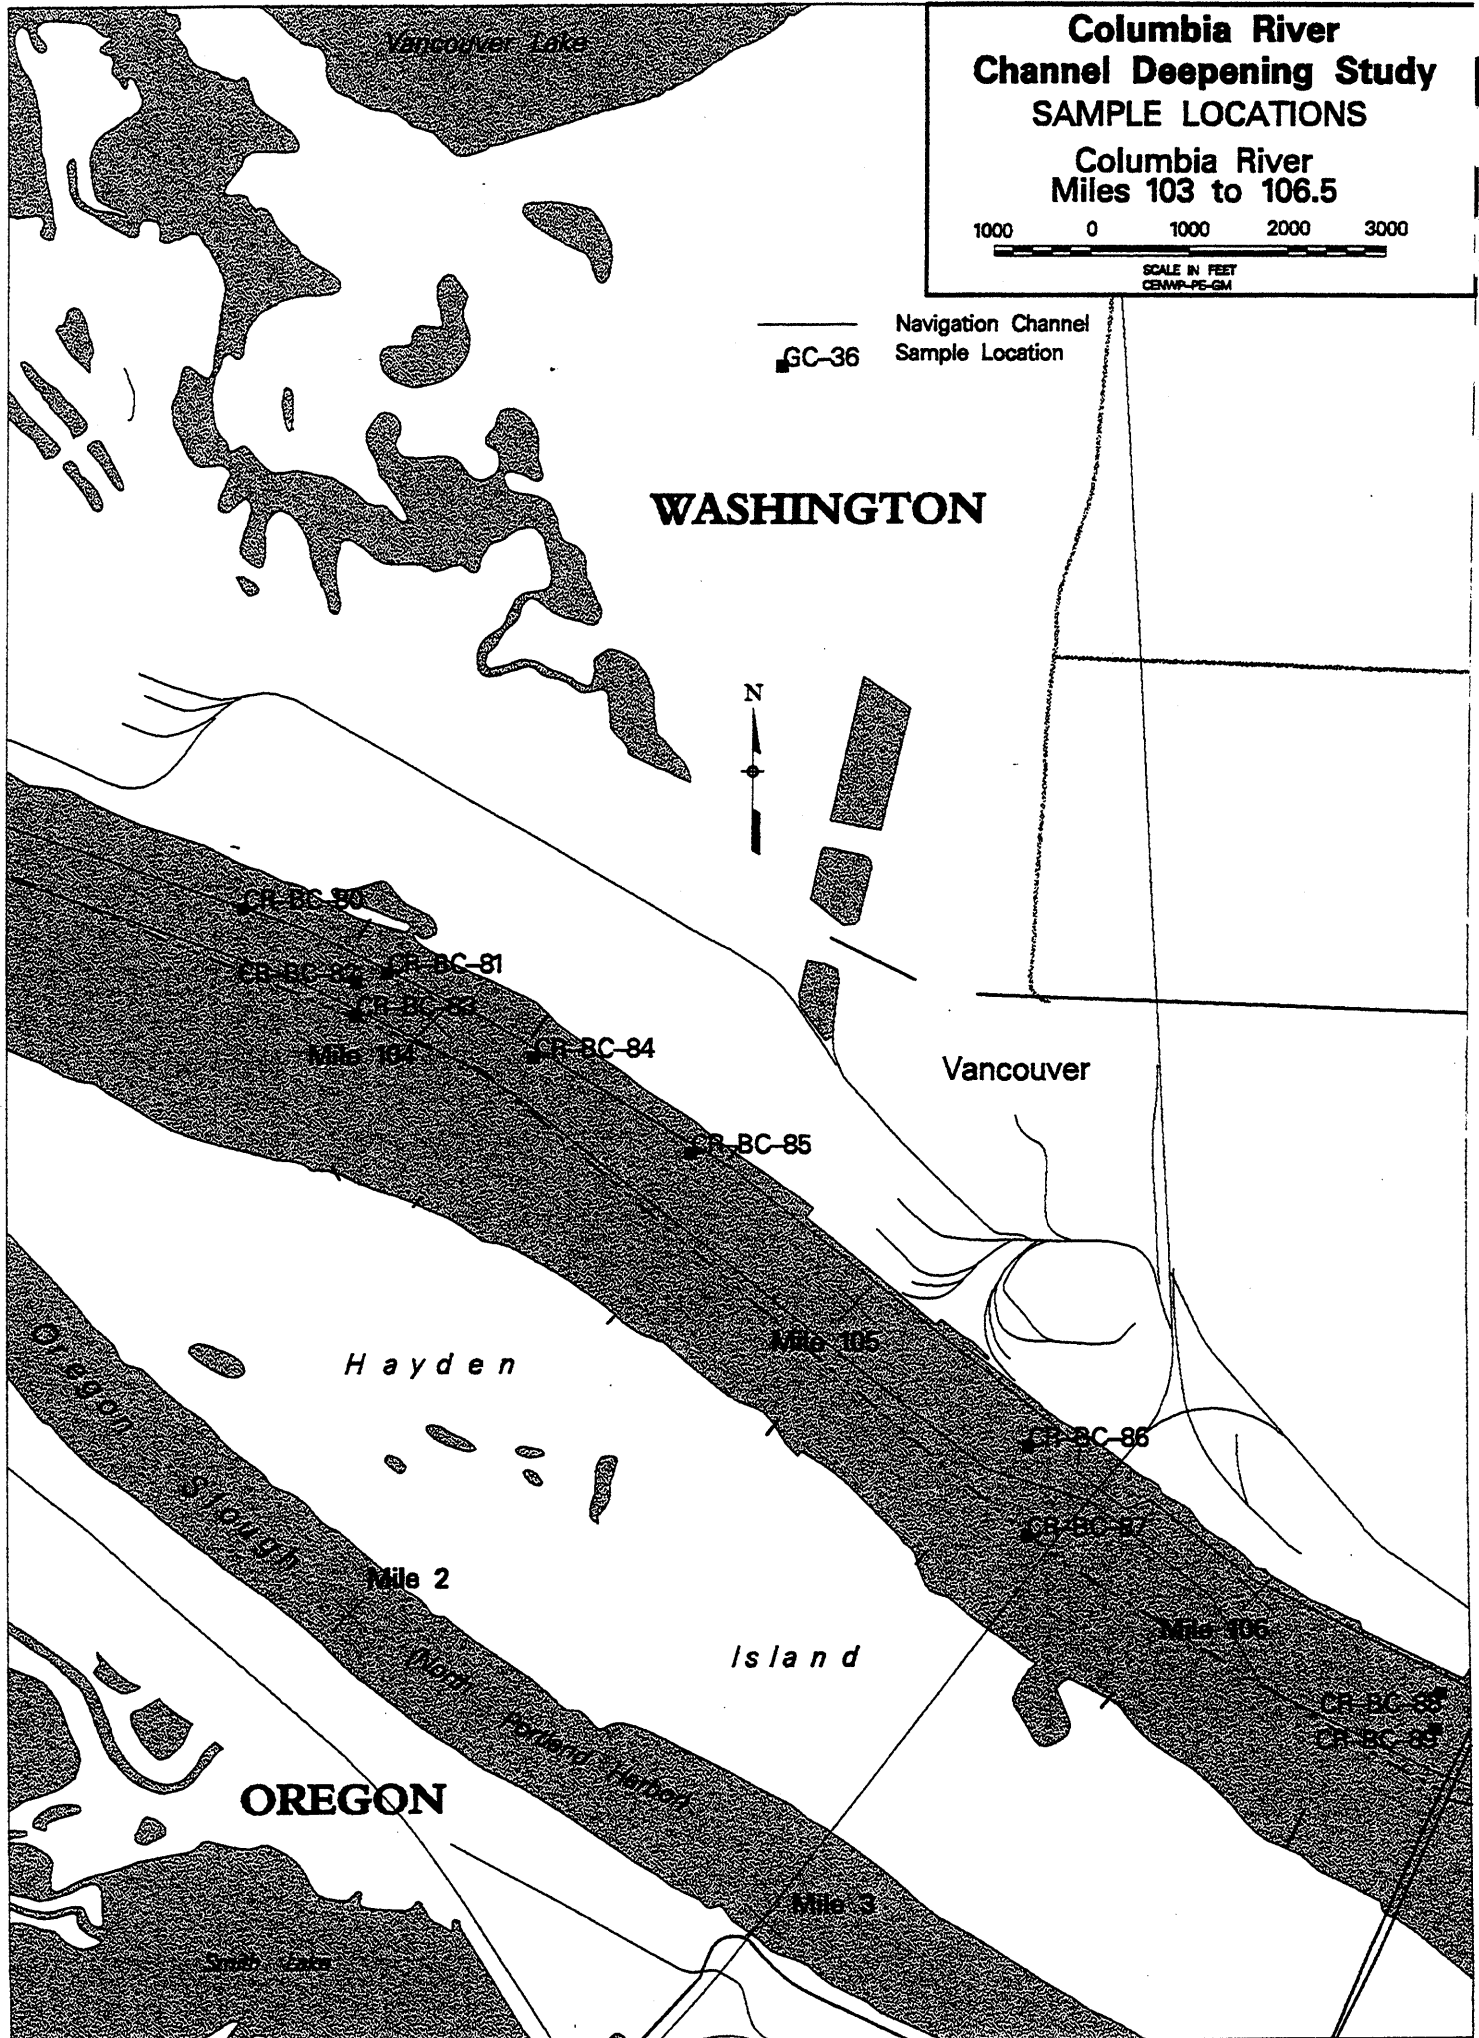 Vancouver Lake
Columbia River
Channel Deepening Study
SAMPLE LOCATIONS
Columbia River
Miles 103 to 106.5
1000 0 1000 2000 3000
SCALE IN FEET
CENWP-PE-GM
Navigation Channel
GC-36 Sample Location
WASHINGTON
N
CR-BC-80
CR-BC-81
CR-BC-82
CR-BC-83
Mile 104
CR-BC-84
Vancouver
CR-BC-85
Oregon
Slough
Hayden
Mile 105
CR-BC-86
CR-BC-87
Mile 2
Mile 106
Island
(North
Portland Harbor)
CR-BC-88
CR-BC-89
OREGON
Mile 3
Smith Lake